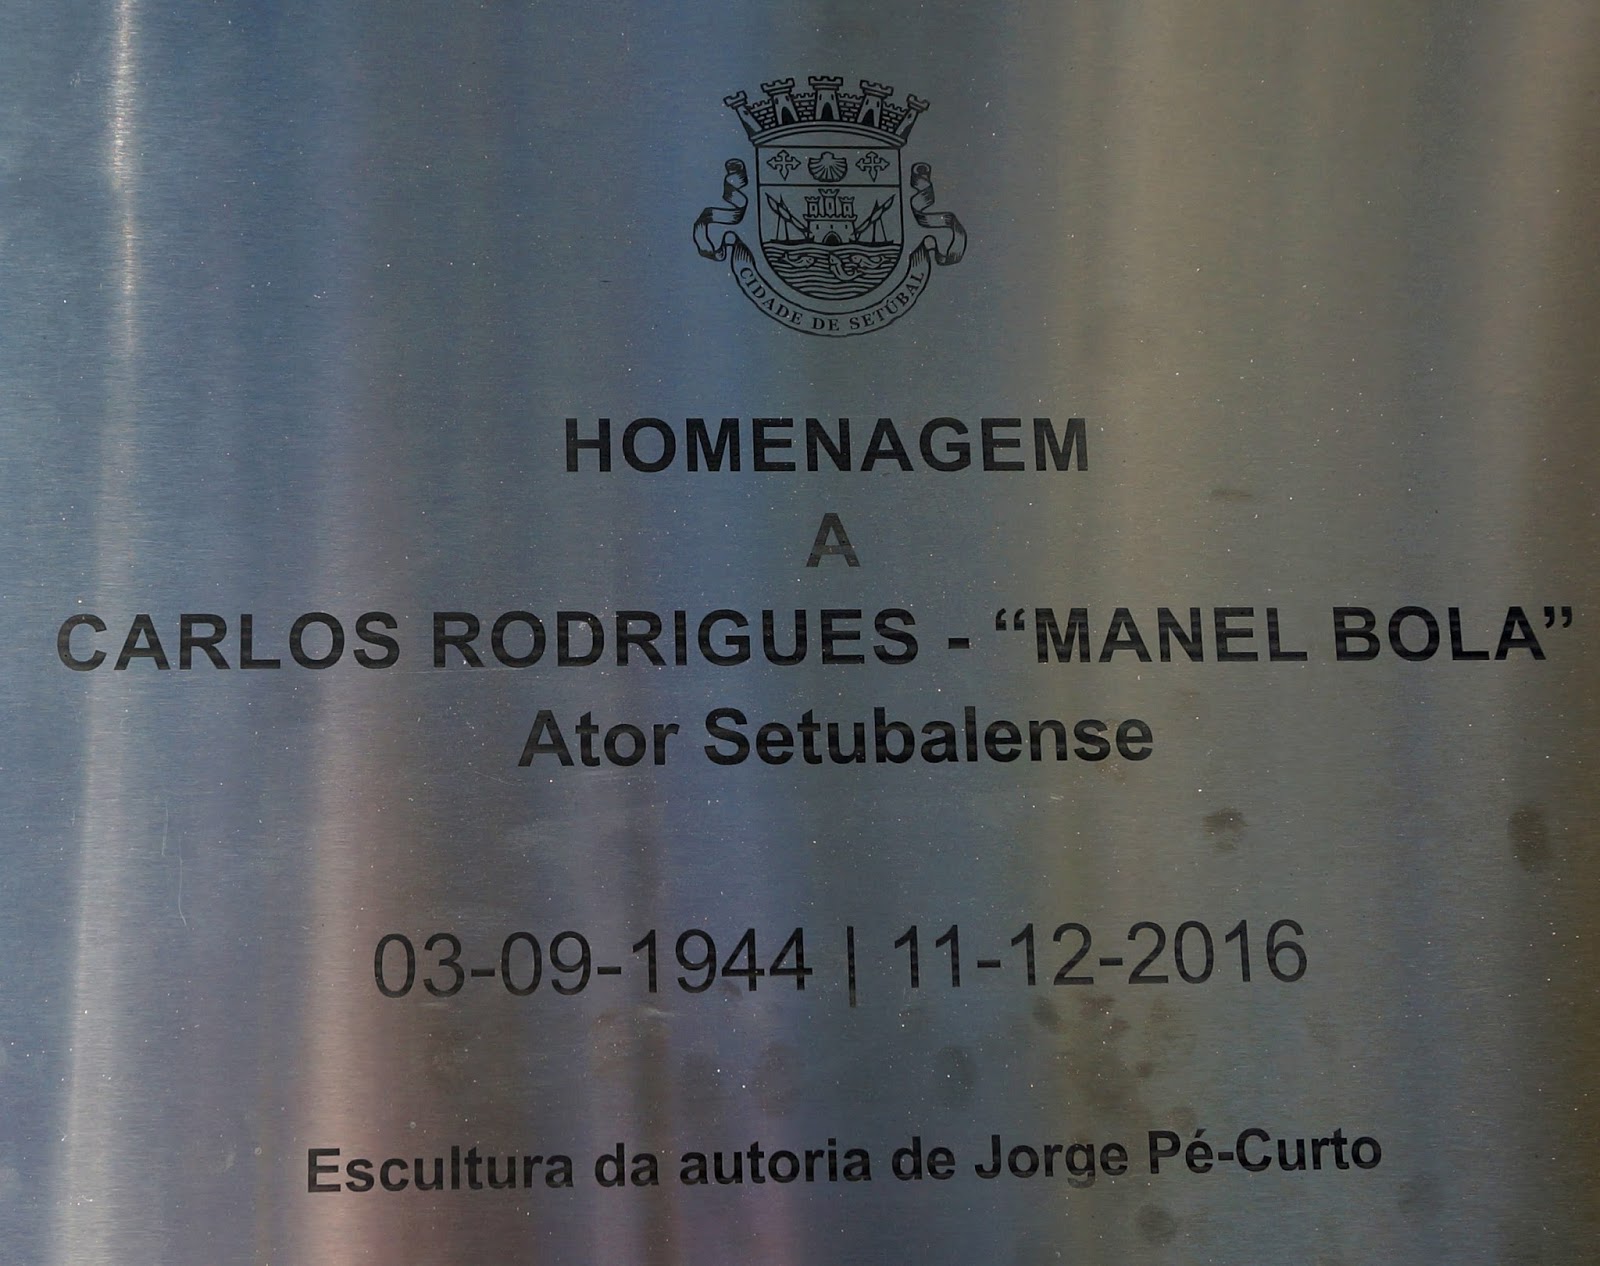 CIDADE DE SETÚBAL
HOMENAGEM
A
CARLOS RODRIGUES - “MANEL BOLA”
Ator Setubalense
03-09-1944 | 11-12-2016
Escultura da autoria de Jorge Pé-Curto